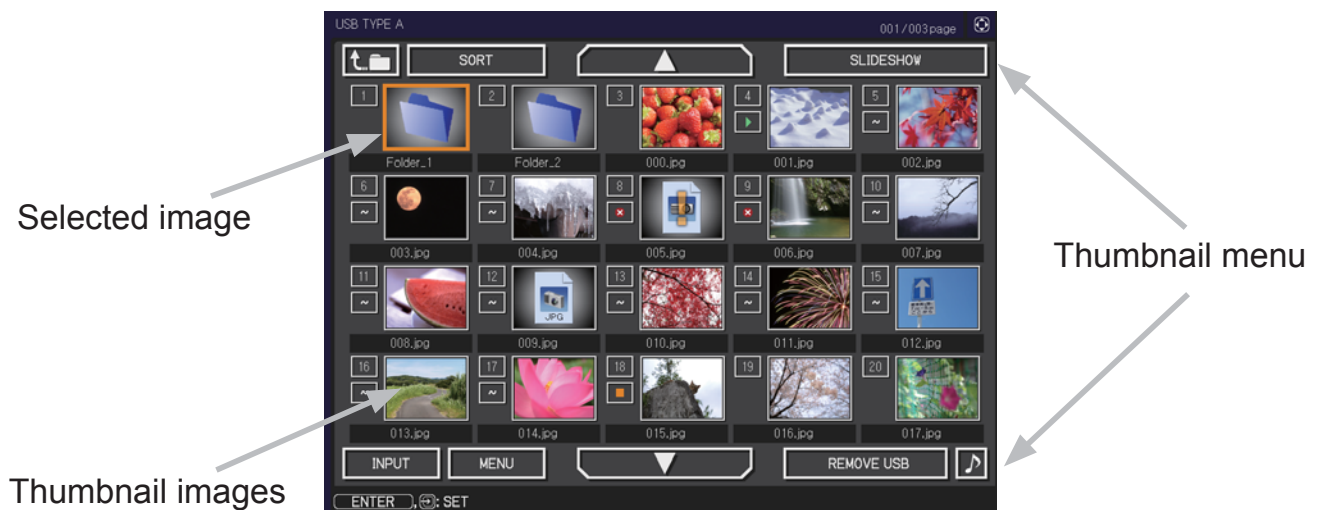 USB TYPE A 001/003page
SORT SLIDESHOW
1 2 3 4 5
~
Folder_1 Folder_2 000.jpg 001.jpg 002.jpg
6 7 8 9 10
~ ~ ~
Selected image
003.jpg 004.jpg 005.jpg 006.jpg 007.jpg
Thumbnail menu
11 12 13 14 15
~ ~ ~ ~ ~
JPG
008.jpg 009.jpg 010.jpg 011.jpg 012.jpg
16 17 18 19 20
~ ~
013.jpg 014.jpg 015.jpg 016.jpg 017.jpg
INPUT MENU REMOVE USB
Thumbnail images
ENTER , : SET